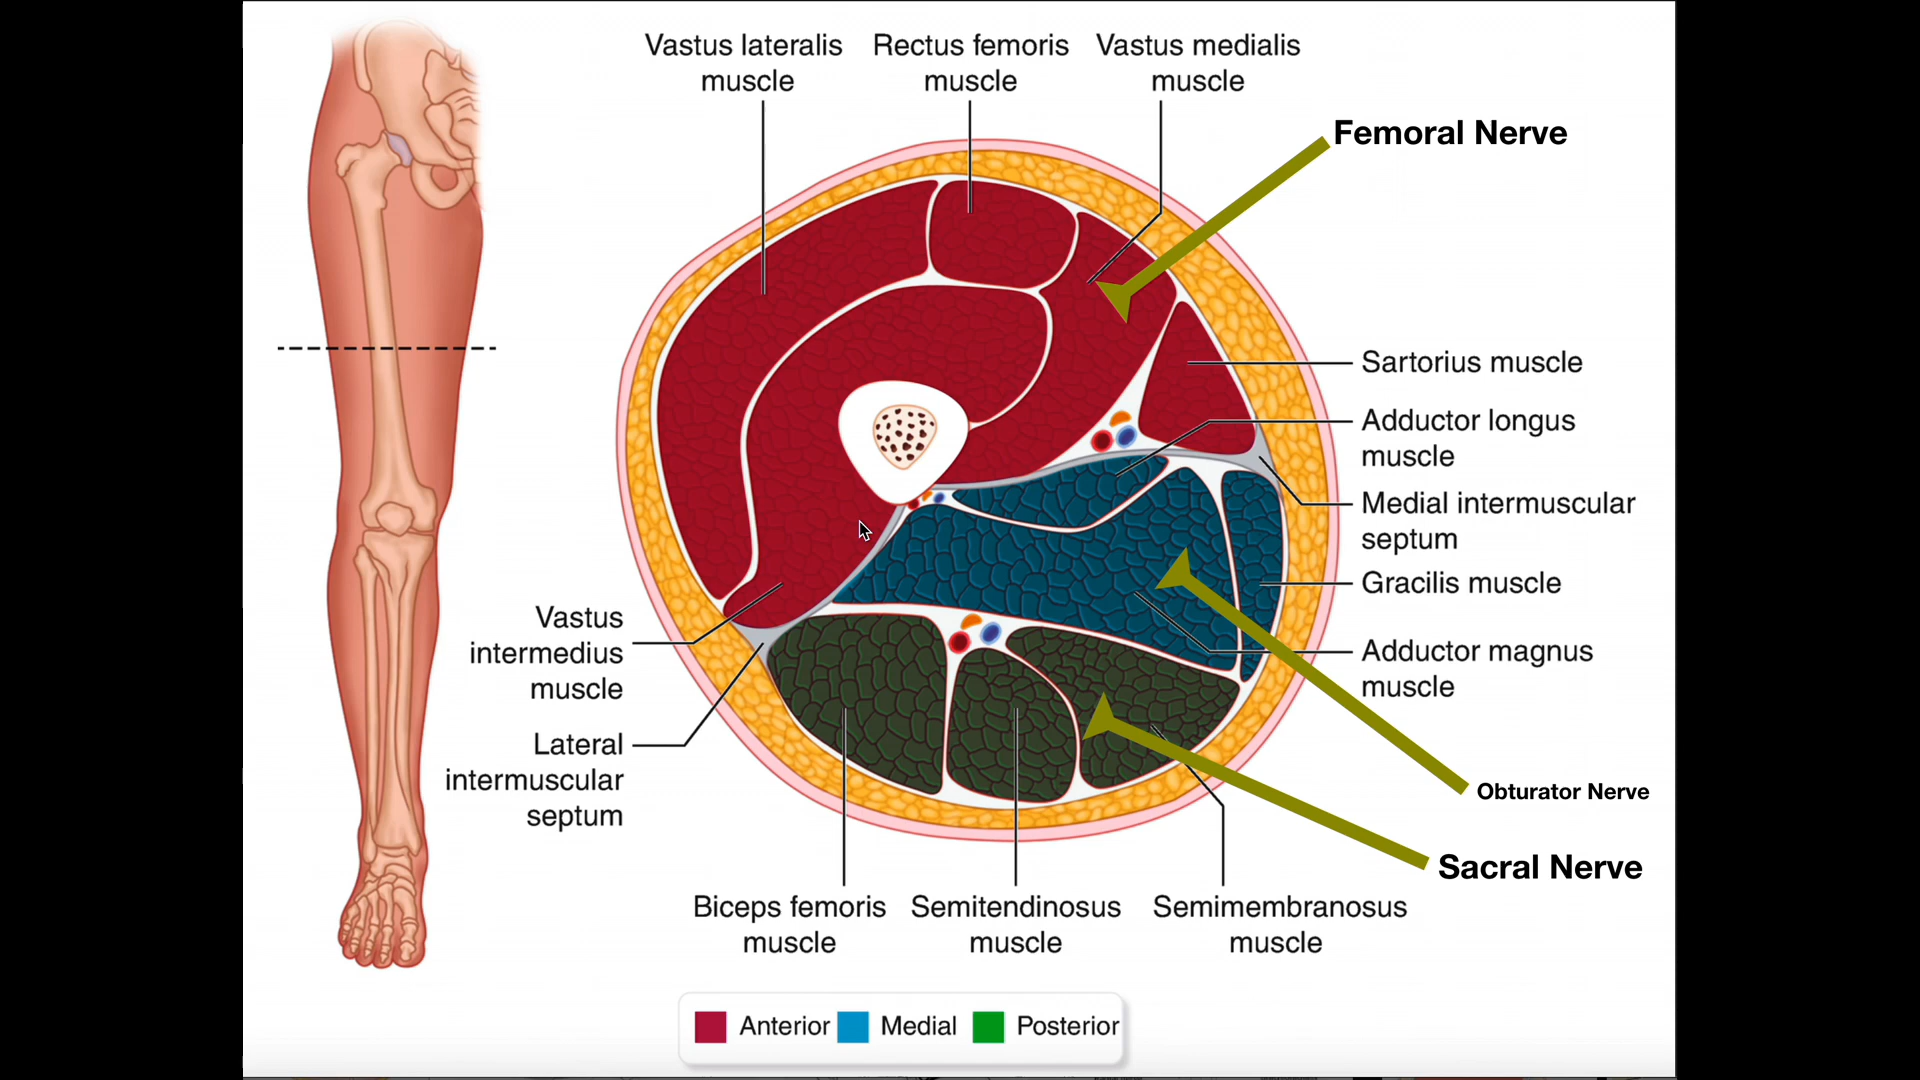 Vastus lateralis
muscle
Rectus femoris
muscle
Vastus medialis
muscle
Femoral Nerve
Sartorius muscle
Adductor longus
muscle
Medial intermuscular
septum
Gracilis muscle
Adductor magnus
muscle
Vastus
intermedius
muscle
Lateral
intermuscular
septum
Obturator Nerve
Sacral Nerve
Biceps femoris
muscle
Semitendinosus
muscle
Semimembranosus
muscle
Anterior
Medial
Posterior